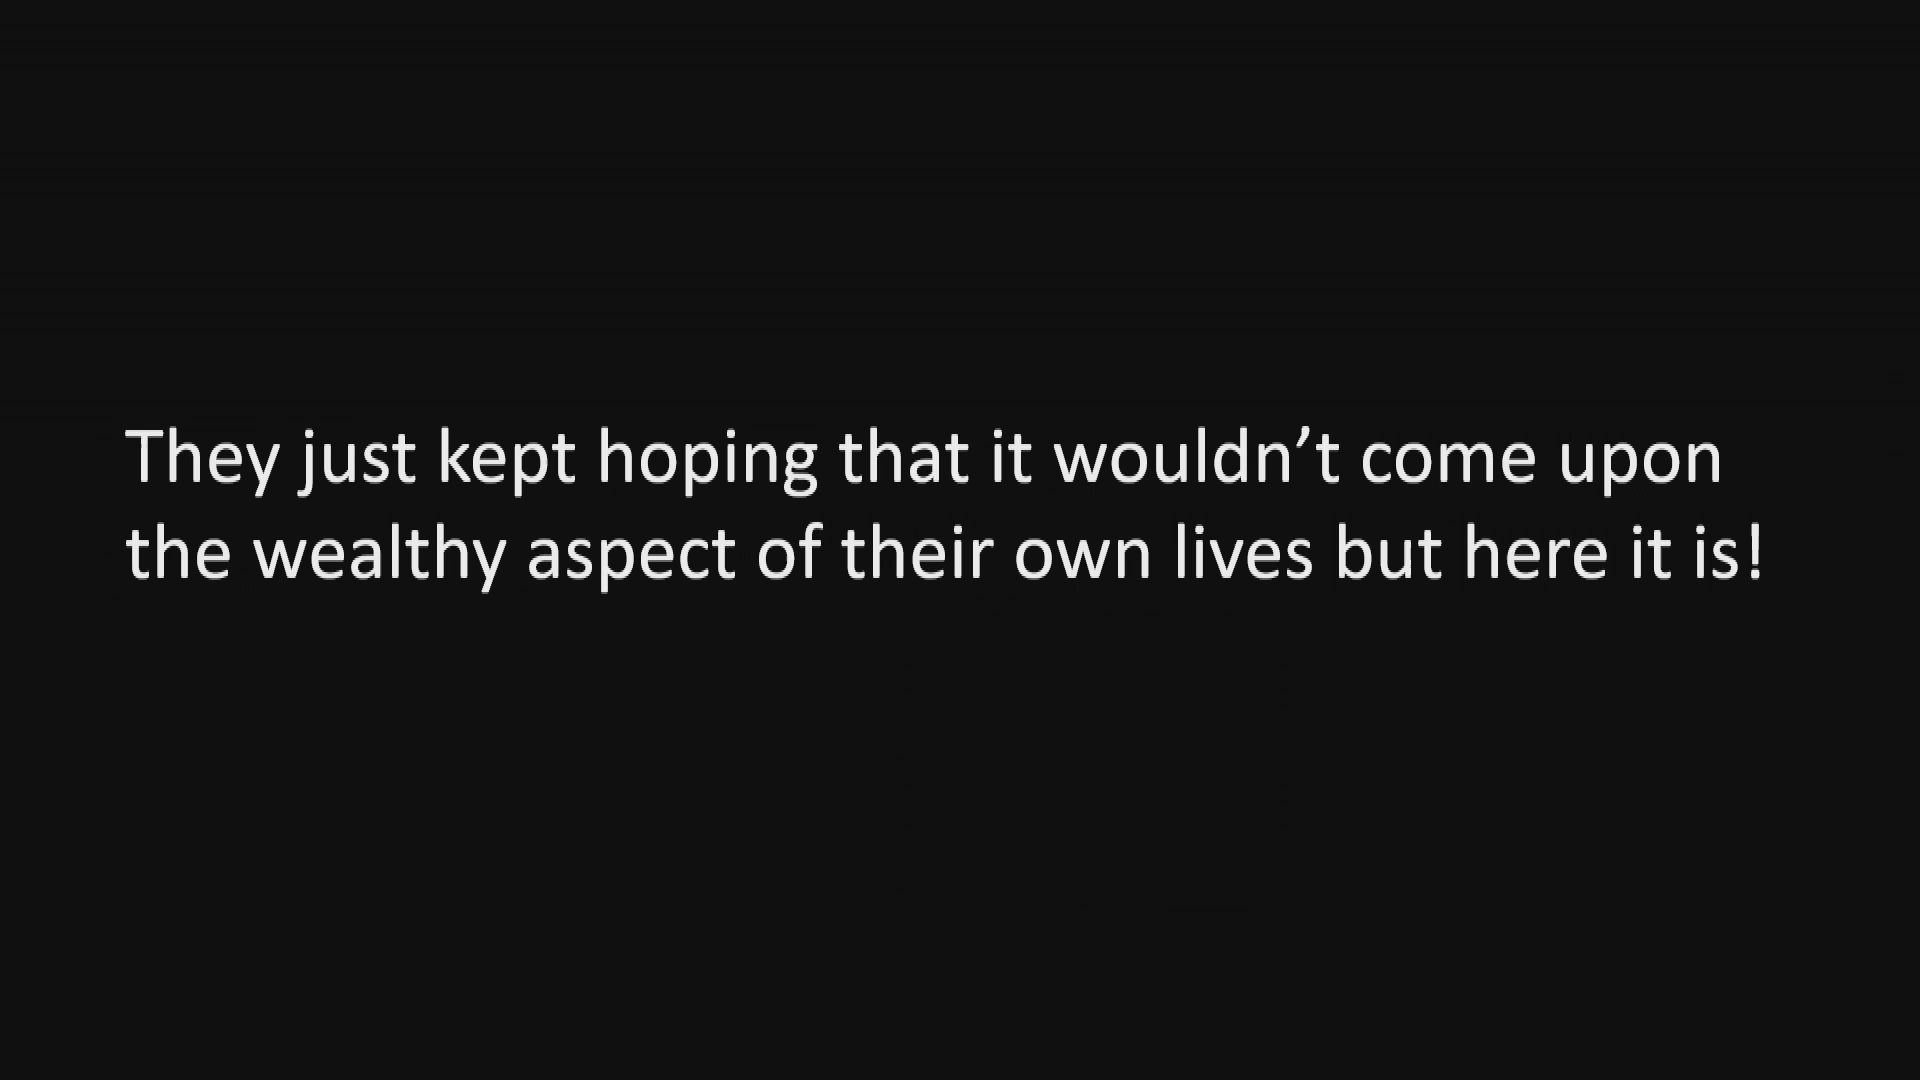 They just kept hoping that it wouldn’t come upon
the wealthy aspect of their own lives but here it is!